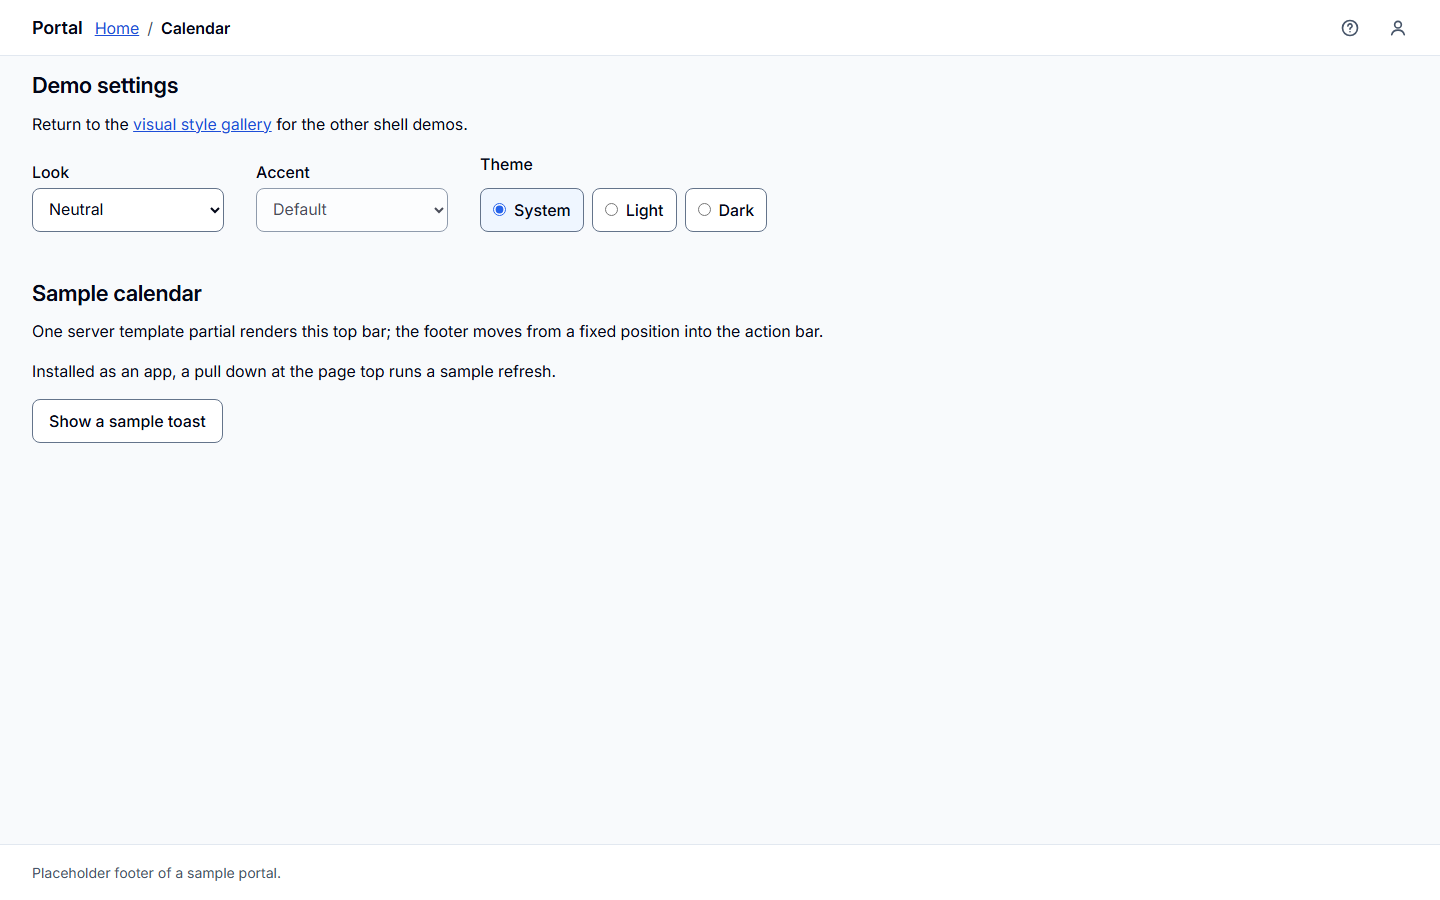 Portal Home / Calendar
Demo settings
Return to the visual style gallery for the other shell demos.
Look
Neutral
Accent
Default
Theme
System
Light
Dark
Sample calendar
One server template partial renders this top bar; the footer moves from a fixed position into the action bar.
Installed as an app, a pull down at the page top runs a sample refresh.
Show a sample toast
Placeholder footer of a sample portal.